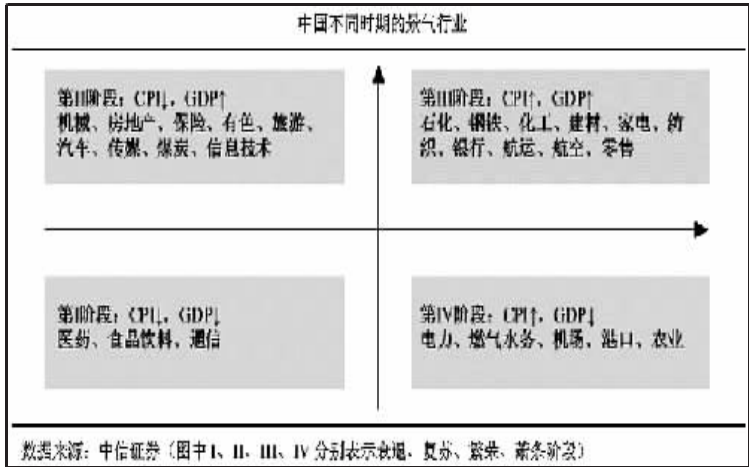 中国不同时期的景气行业
第II阶段：CPI↓，GDP↑
机械、房地产、保险、有色、旅游、
汽车、传媒、煤炭、信息技术
第III阶段：CPI↑，GDP↑
石化、钢铁、化工、建材、家电、纺
织，银行、航运、航空，零售
第I阶段：CPI↓，GDP↓
医药、食品饮料，通信
第IV阶段：CPI↑，GDP↓
电力、燃气水务、机场、港口、农业
数据来源：中信证券（图中 I、II、III、IV 分别表示衰退、复苏、繁荣、萧条阶段）